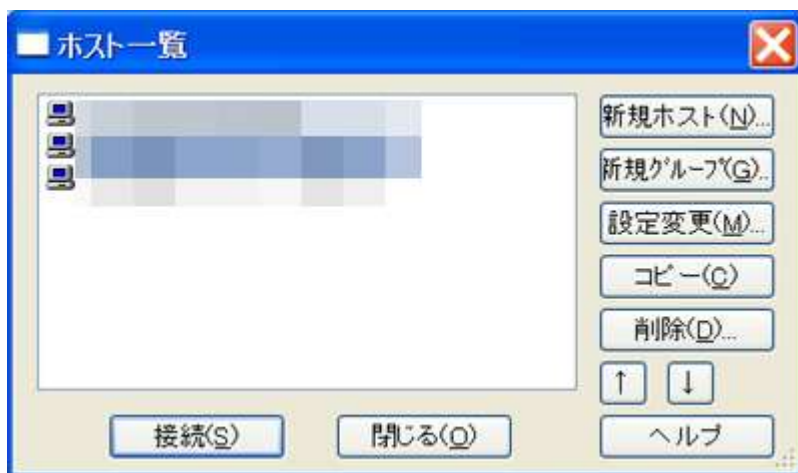 ホスト一覧
新規ホスト(N)...
新規グループ(G)..
設定変更(M)...
コピー(C)
削除(D)...
↑ ↓
接続(S) 閉じる(O) ヘルプ